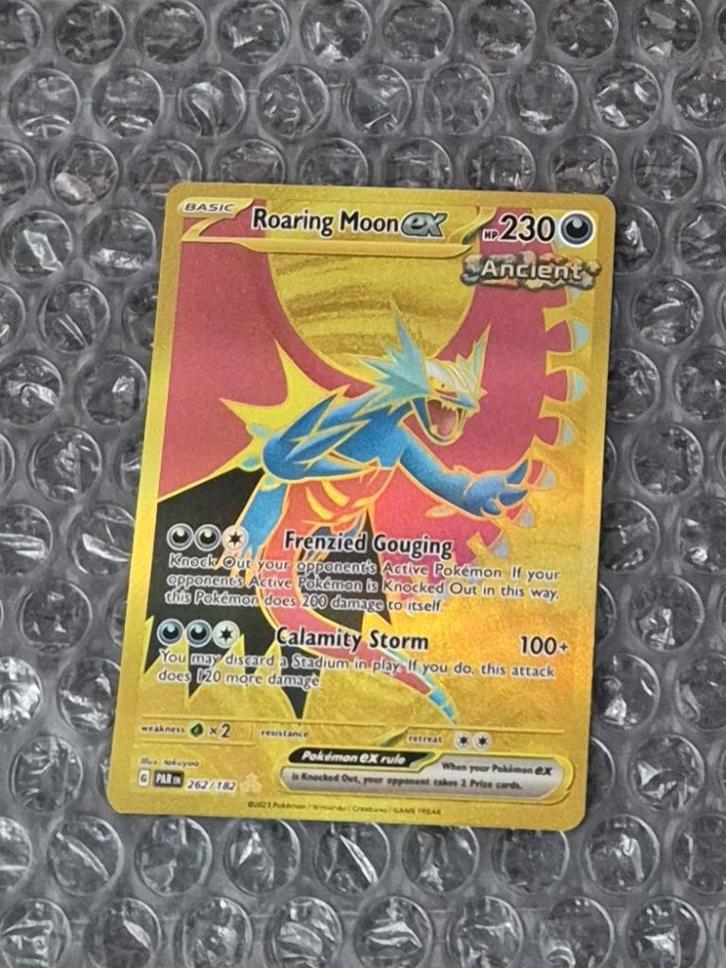 BASIC Roaring Moon ex HP 230
Ancient
Frenzied Gouging
Knock Out your opponent's Active Pokémon. If your
opponent's Active Pokémon is Knocked Out in this way,
this Pokémon does 200 damage to itself.
Calamity Storm 100+
You may discard a Stadium in play. If you do, this attack
does 120 more damage.
weakness ×2 resistance retreat
Pokémon ex rule When your Pokémon ex
is Knocked Out, your opponent takes 2 Prize cards.
Illus. takuyoa
G PAR EN 262/182
©2023 Pokémon / Nintendo / Creatures / GAME FREAK